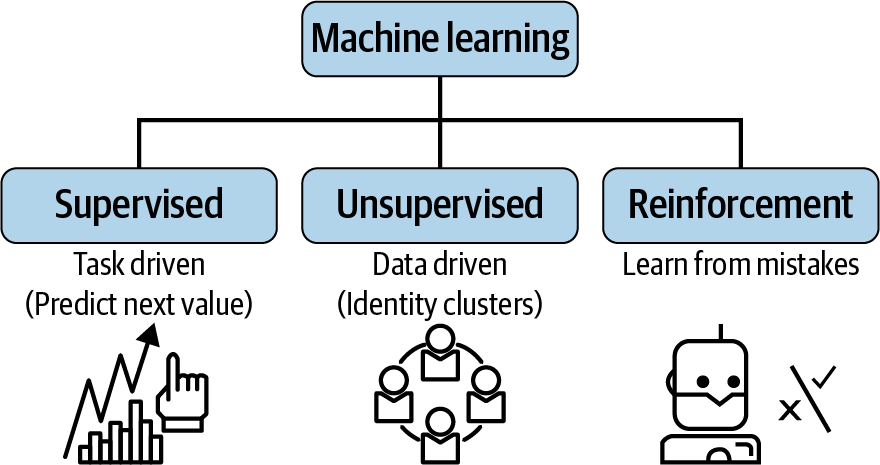 Machine learning
Supervised
Unsupervised
Reinforcement
Task driven
(Predict next value)
Data driven
(Identity clusters)
Learn from mistakes